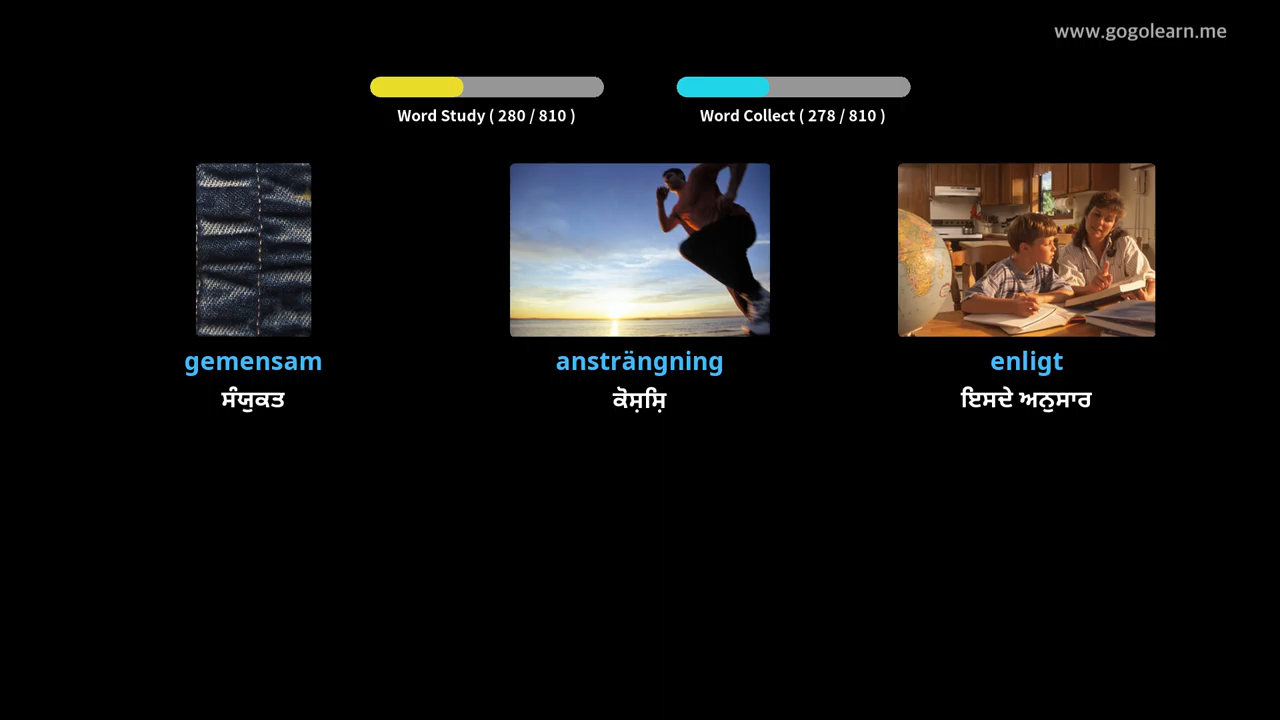 www.gogolearn.me
Word Study ( 280 / 810 )
Word Collect ( 278 / 810 )
gemensam
ansträngning
enligt
ਸੰਯੁਕਤ
ਕੋਸ਼ਸ਼ਿ
ਇਸਦੇ ਅਨੁਸਾਰ